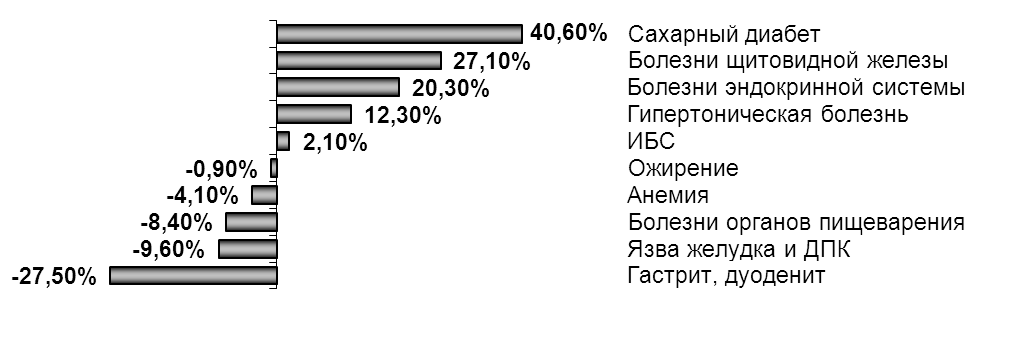 40,60% Сахарный диабет
27,10% Болезни щитовидной железы
20,30% Болезни эндокринной системы
12,30% Гипертоническая болезнь
2,10% ИБС
-0,90% Ожирение
-4,10% Анемия
-8,40% Болезни органов пищеварения
-9,60% Язва желудка и ДПК
-27,50% Гастрит, дуоденит